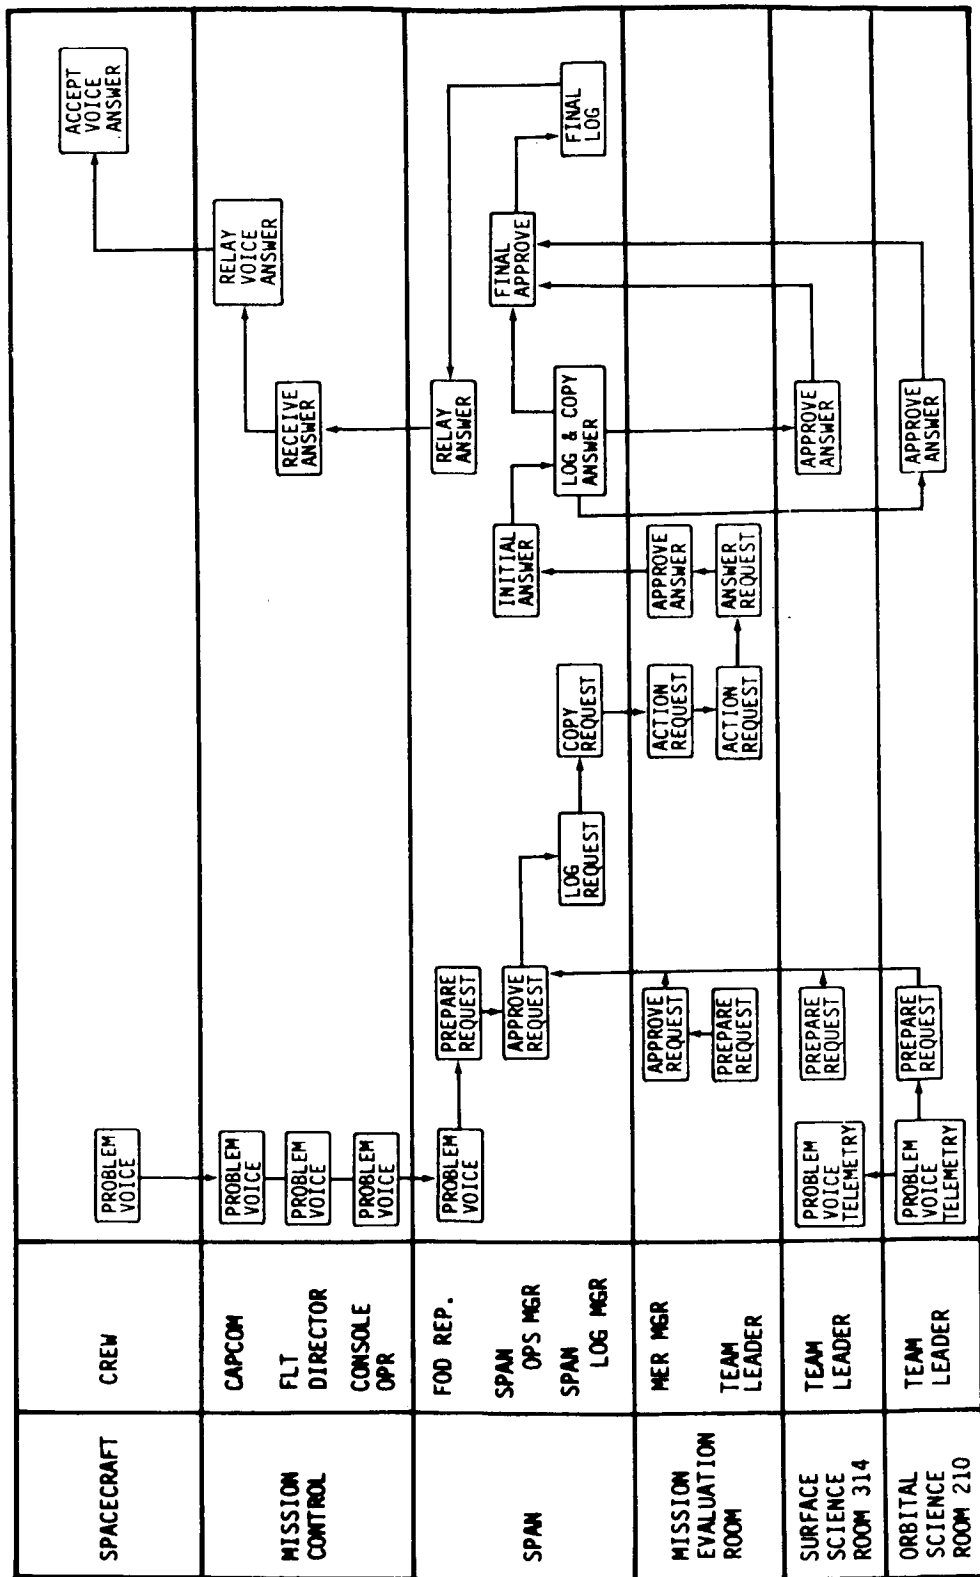 SPACECRAFT
CREW
PROBLEM
VOICE
ACCEPT
VOICE
ANSWER
MISSION
CONTROL
CAPCOM
FLT
DIRECTOR
CONSOLE
OPR
PROBLEM
VOICE
PROBLEM
VOICE
PROBLEM
VOICE
RECEIVE
ANSWER
RELAY
VOICE
ANSWER
SPAN
FOD REP.
SPAN
OPS MGR
SPAN
LOG MGR
PROBLEM
VOICE
PREPARE
REQUEST
APPROVE
REQUEST
LOG
REQUEST
COPY
REQUEST
INITIAL
ANSWER
LOG & COPY
ANSWER
RELAY
ANSWER
FINAL
APPROVE
FINAL
LOG
MISSION
EVALUATION
ROOM
MER MGR
TEAM
LEADER
APPROVE
REQUEST
PREPARE
REQUEST
ACTION
REQUEST
ACTION
REQUEST
APPROVE
ANSWER
ANSWER
REQUEST
SURFACE
SCIENCE
ROOM 314
TEAM
LEADER
PROBLEM
VOICE
TELEMETRY
PREPARE
REQUEST
APPROVE
ANSWER
ORBITAL
SCIENCE
ROOM 210
TEAM
LEADER
PROBLEM
VOICE
TELEMETRY
PREPARE
REQUEST
APPROVE
ANSWER